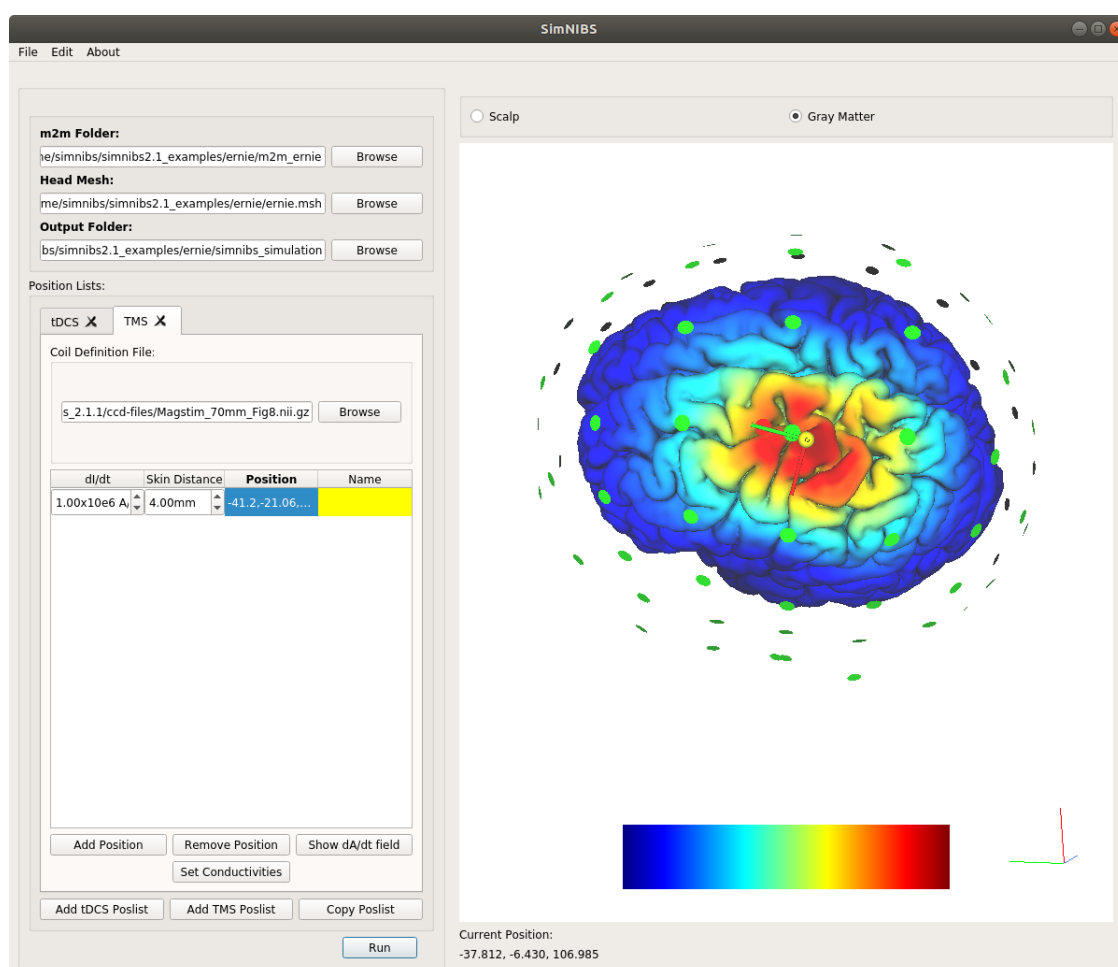 SimNIBS
File Edit About
m2m Folder:
ne/simnibs/simnibs2.1_examples/ernie/m2m_ernie Browse
Head Mesh:
me/simnibs/simnibs2.1_examples/ernie/ernie.msh Browse
Output Folder:
bs/simnibs2.1_examples/ernie/simnibs_simulation Browse
Position Lists:
tDCS TMS
Coil Definition File:
s_2.1.1/ccd-files/Magstim_70mm_Fig8.nii.gz Browse
dI/dt Skin Distance Position Name
1.00x10e6 A/ 4.00mm -41.2,-21.06,...
Add Position Remove Position Show dA/dt field
Set Conductivities
Add tDCS Poslist Add TMS Poslist Copy Poslist
Run
Scalp Gray Matter
Current Position:
-37.812, -6.430, 106.985